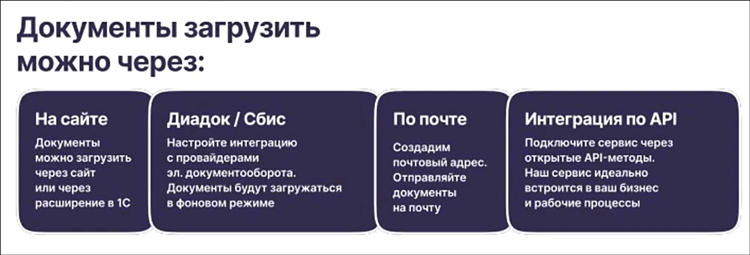 Документы загрузить
можно через:
На сайте
Документы
можно загрузить
через сайт
или через
расширение в 1С
Диадок / Сбис
Настройте интеграцию
с провайдерами
эл. документооборота.
Документы будут загружаться
в фоновом режиме
По почте
Создадим
почтовый адрес.
Отправляйте
документы
на почту
Интеграция по API
Подключите сервис через
открытые API-методы.
Наш сервис идеально
встроится в ваш бизнес
и рабочие процессы